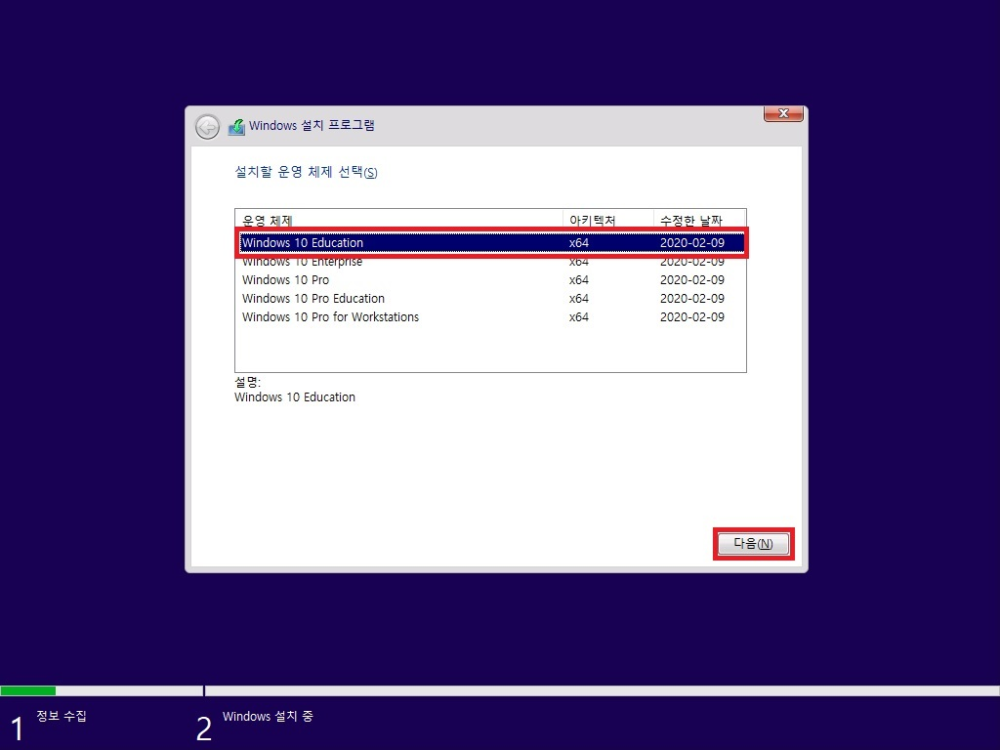 Windows 설치 프로그램
설치할 운영 체제 선택(S)
운영 체제 아키텍처 수정한 날짜
Windows 10 Education x64 2020-02-09
Windows 10 Enterprise x64 2020-02-09
Windows 10 Pro x64 2020-02-09
Windows 10 Pro Education x64 2020-02-09
Windows 10 Pro for Workstations x64 2020-02-09
설명:
Windows 10 Education
다음(N)
1 정보 수집 2 Windows 설치 중